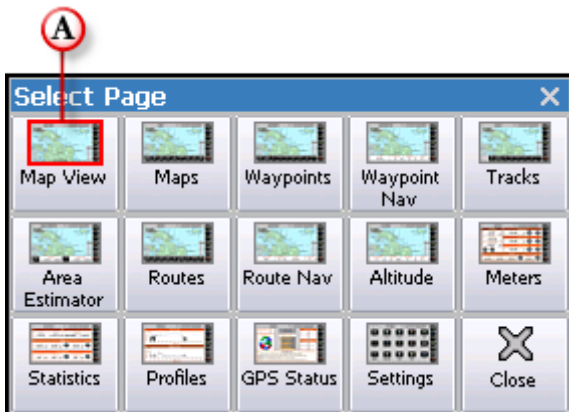 A
Select Page
Map View
Maps
Waypoints
Waypoint
Nav
Tracks
Area
Estimator
Routes
Route Nav
Altitude
Meters
Statistics
Profiles
GPS Status
Settings
Close